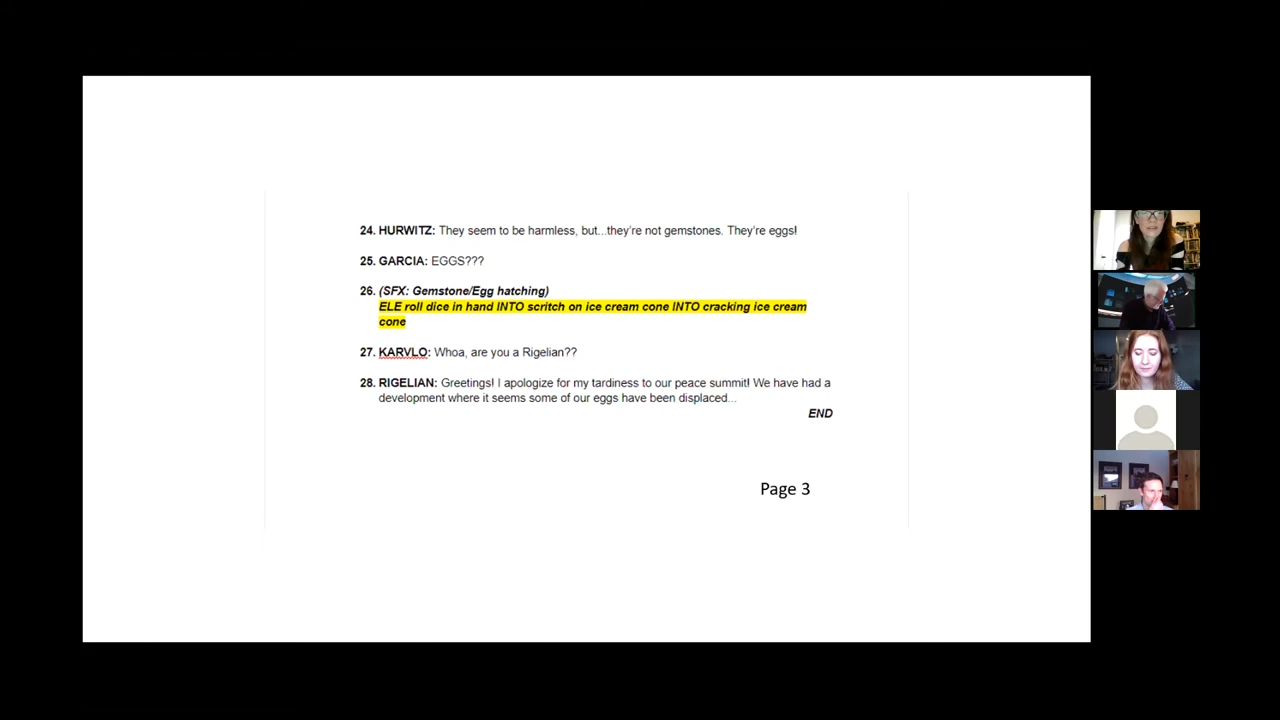 24. HURWITZ: They seem to be harmless, but...they're not gemstones. They're eggs!
25. GARCIA: EGGS???
26. (SFX: Gemstone/Egg hatching)
ELE roll dice in hand INTO scritch on ice cream cone INTO cracking ice cream
cone
27. KARVLO: Whoa, are you a Rigelian??
28. RIGELIAN: Greetings! I apologize for my tardiness to our peace summit! We have had a
development where it seems some of our eggs have been displaced...
END
Page 3